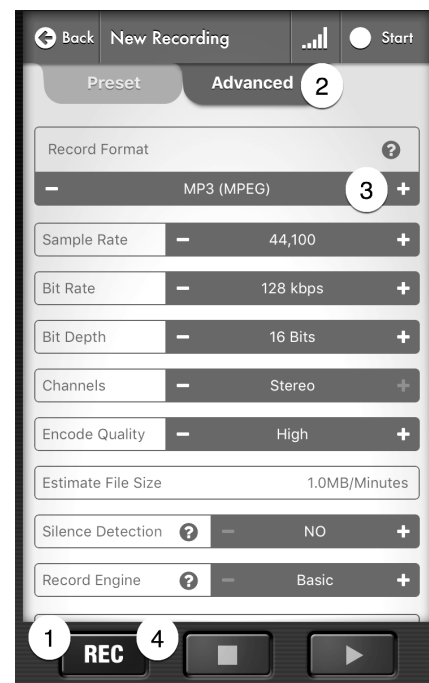 Back New Recording Start
Preset Advanced 2
Record Format ?
− MP3 (MPEG) 3 +
Sample Rate − 44,100 +
Bit Rate − 128 kbps +
Bit Depth − 16 Bits +
Channels − Stereo +
Encode Quality − High +
Estimate File Size 1.0MB/Minutes
Silence Detection ? − NO +
Record Engine ? − Basic +
1 REC 4